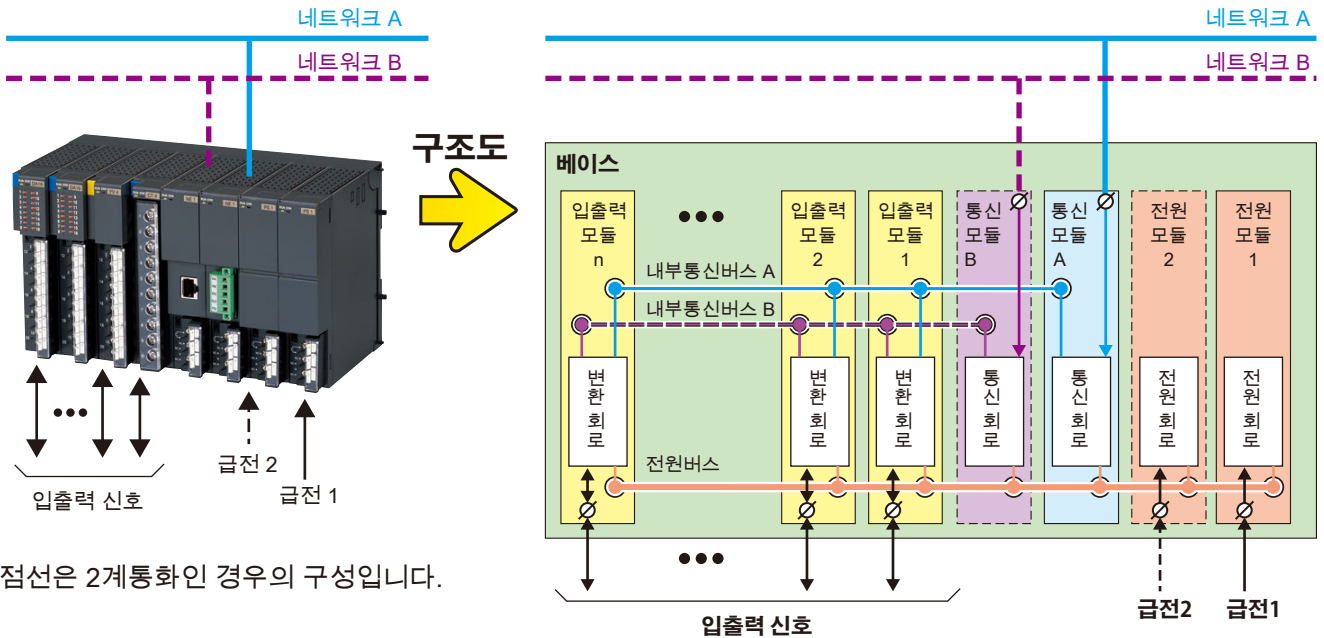 네트워크 A
네트워크 B
구조도
급전 2
급전 1
입출력 신호
점선은 2계통화인 경우의 구성입니다.
네트워크 A
네트워크 B
베이스
입출력
모듈
n
입출력
모듈
2
입출력
모듈
1
통신
모듈
B
통신
모듈
A
전원
모듈
2
전원
모듈
1
내부통신버스 A
내부통신버스 B
변환회로
변환회로
변환회로
통신회로
통신회로
전원회로
전원회로
전원버스
입출력 신호
급전2
급전1